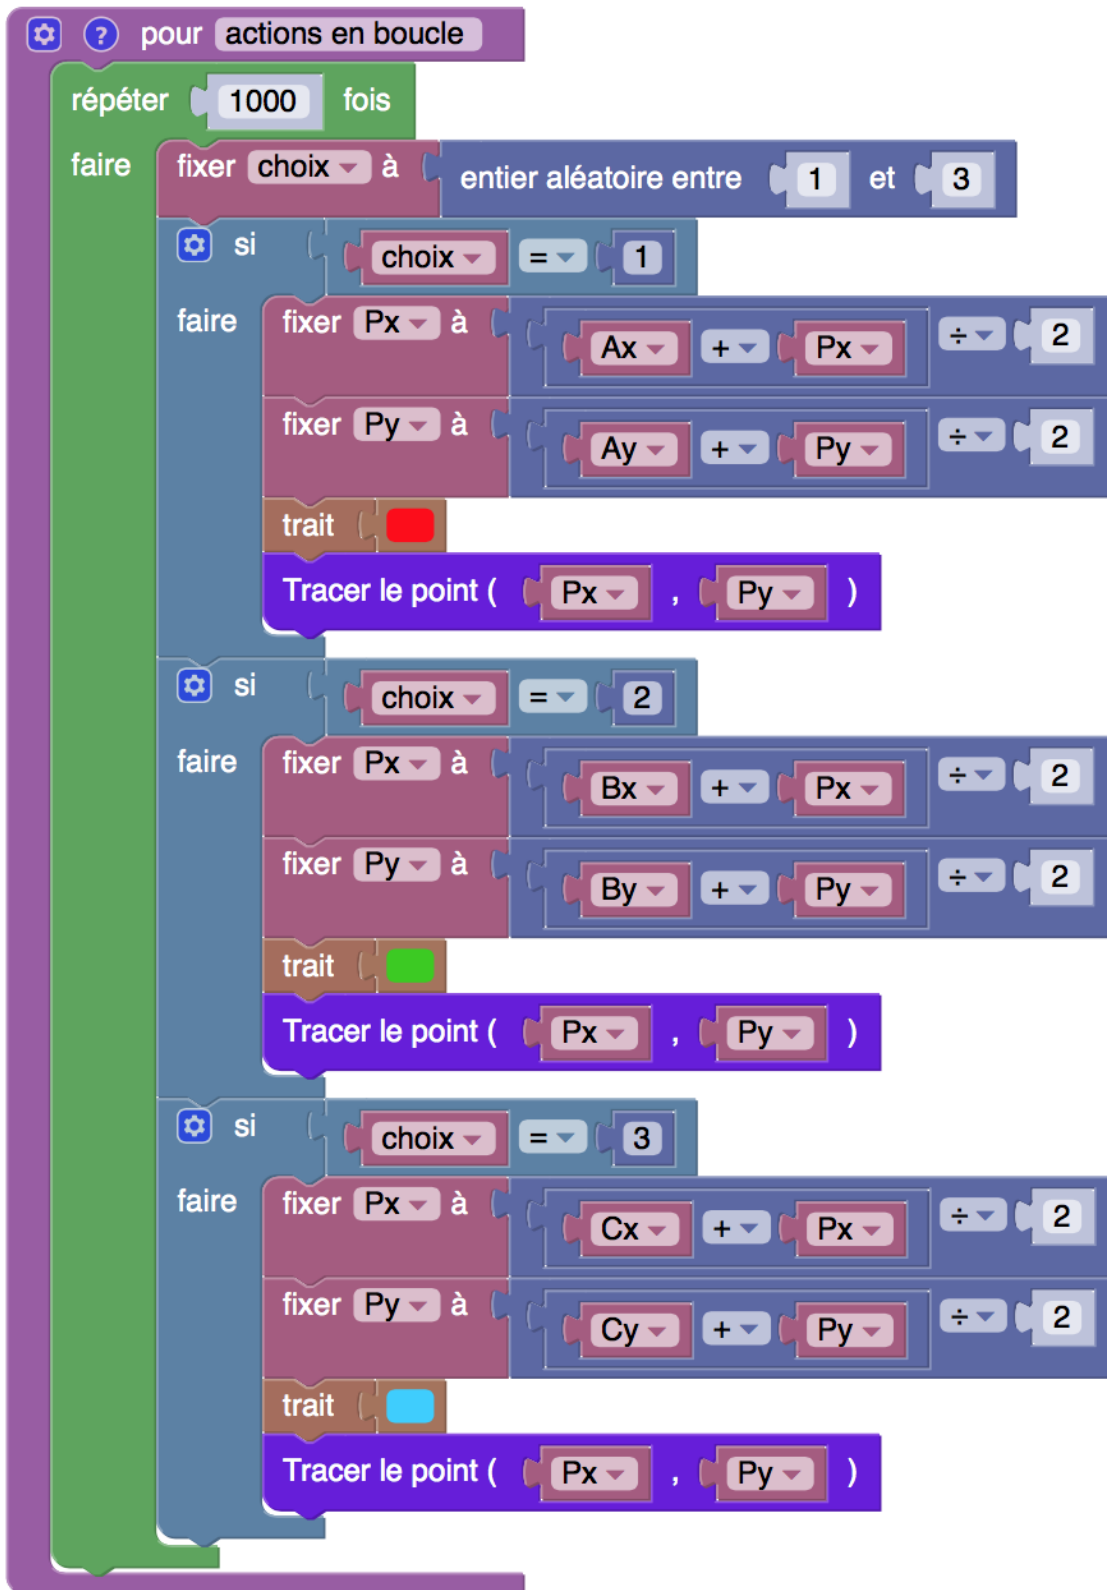 ? pour actions en boucle
répéter 1000 fois
faire fixer choix à entier aléatoire entre 1 et 3
si choix = 1
faire fixer Px à Ax + Px ÷ 2
fixer Py à Ay + Py ÷ 2
trait
Tracer le point ( Px , Py )
si choix = 2
faire fixer Px à Bx + Px ÷ 2
fixer Py à By + Py ÷ 2
trait
Tracer le point ( Px , Py )
si choix = 3
faire fixer Px à Cx + Px ÷ 2
fixer Py à Cy + Py ÷ 2
trait
Tracer le point ( Px , Py )